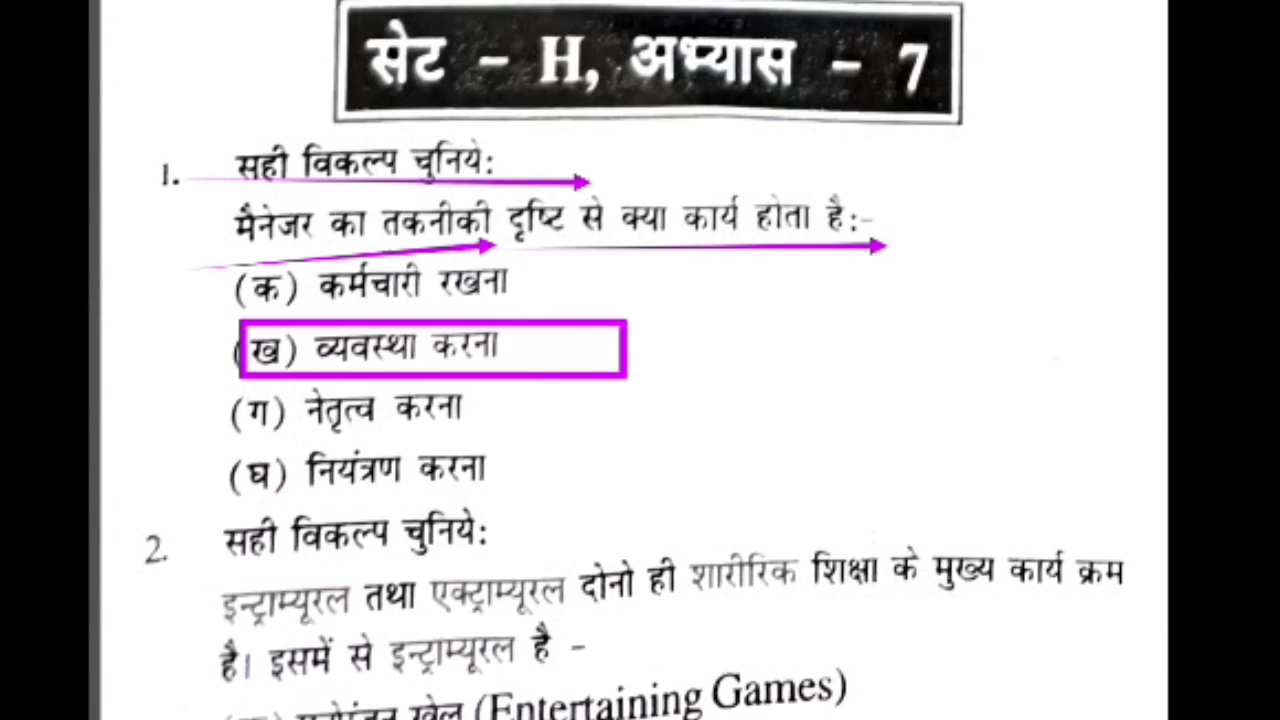 सेट - H, अभ्यास - 7
1. सही विकल्प चुनिये:
मैनेजर का तकनीकी दृष्टि से क्या कार्य होता है:-
(क) कर्मचारी रखना
(ख) व्यवस्था करना
(ग) नेतृत्व करना
(घ) नियंत्रण करना
2. सही विकल्प चुनिये:
इन्ट्राम्यूरल तथा एक्ट्राम्यूरल दोनो ही शारीरिक शिक्षा के मुख्य कार्य क्रम
है। इसमें से इन्ट्राम्यूरल है -
खेल (Entertaining Games)